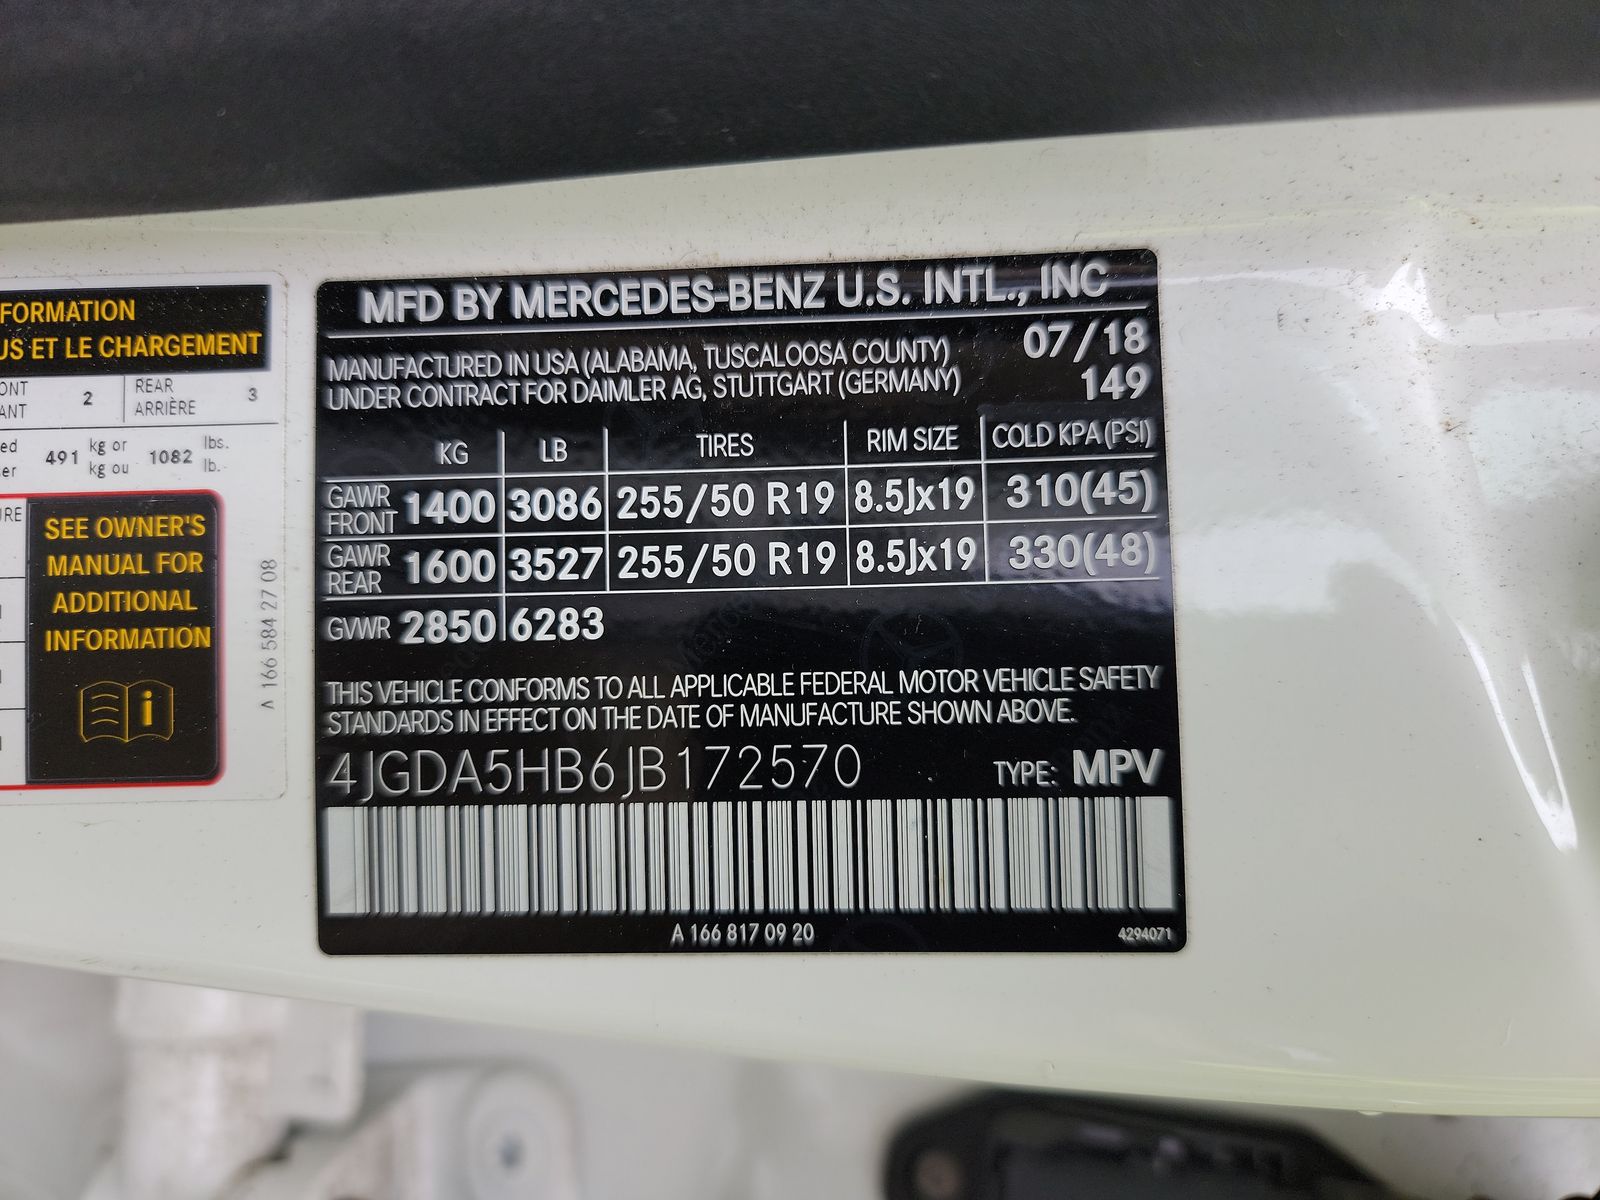 FORMATION
US ET LE CHARGEMENT
ONT 2 REAR 3
ANT ARRIÈRE
ed 491 kg or 1082 lbs.
er kg ou lb.
URE
SEE OWNER'S
MANUAL FOR
ADDITIONAL
INFORMATION
i
A 166 584 27 08
MFD BY MERCEDES-BENZ U.S. INTL., INC
MANUFACTURED IN USA (ALABAMA, TUSCALOOSA COUNTY) 07/18
UNDER CONTRACT FOR DAIMLER AG, STUTTGART (GERMANY) 149
KG LB TIRES RIM SIZE COLD KPA (PSI)
GAWR FRONT 1400 3086 255/50 R19 8.5Jx19 310(45)
GAWR REAR 1600 3527 255/50 R19 8.5Jx19 330(48)
GVWR 2850 6283
THIS VEHICLE CONFORMS TO ALL APPLICABLE FEDERAL MOTOR VEHICLE SAFETY
STANDARDS IN EFFECT ON THE DATE OF MANUFACTURE SHOWN ABOVE.
4JGDA5HB6JB172570 TYPE: MPV
A 166 817 09 20 4294071